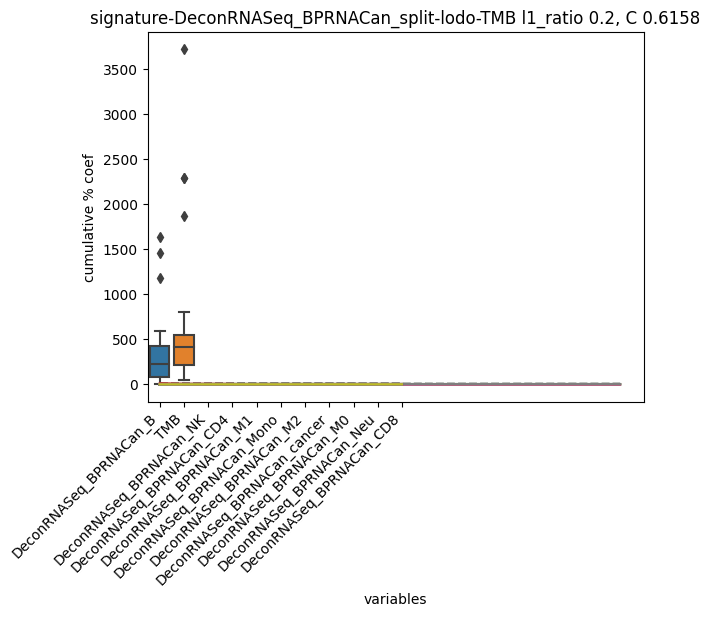 signature-DeconRNASeq_BPRNACan_split-lodo-TMB l1_ratio 0.2, C 0.6158
cumulative % coef
3500
3000
2500
2000
1500
1000
500
0
DeconRNASeq_BPRNACan_B
TMB
DeconRNASeq_BPRNACan_NK
DeconRNASeq_BPRNACan_CD4
DeconRNASeq_BPRNACan_M1
DeconRNASeq_BPRNACan_Mono
DeconRNASeq_BPRNACan_M2
DeconRNASeq_BPRNACan_cancer
DeconRNASeq_BPRNACan_M0
DeconRNASeq_BPRNACan_Neu
DeconRNASeq_BPRNACan_CD8
variables